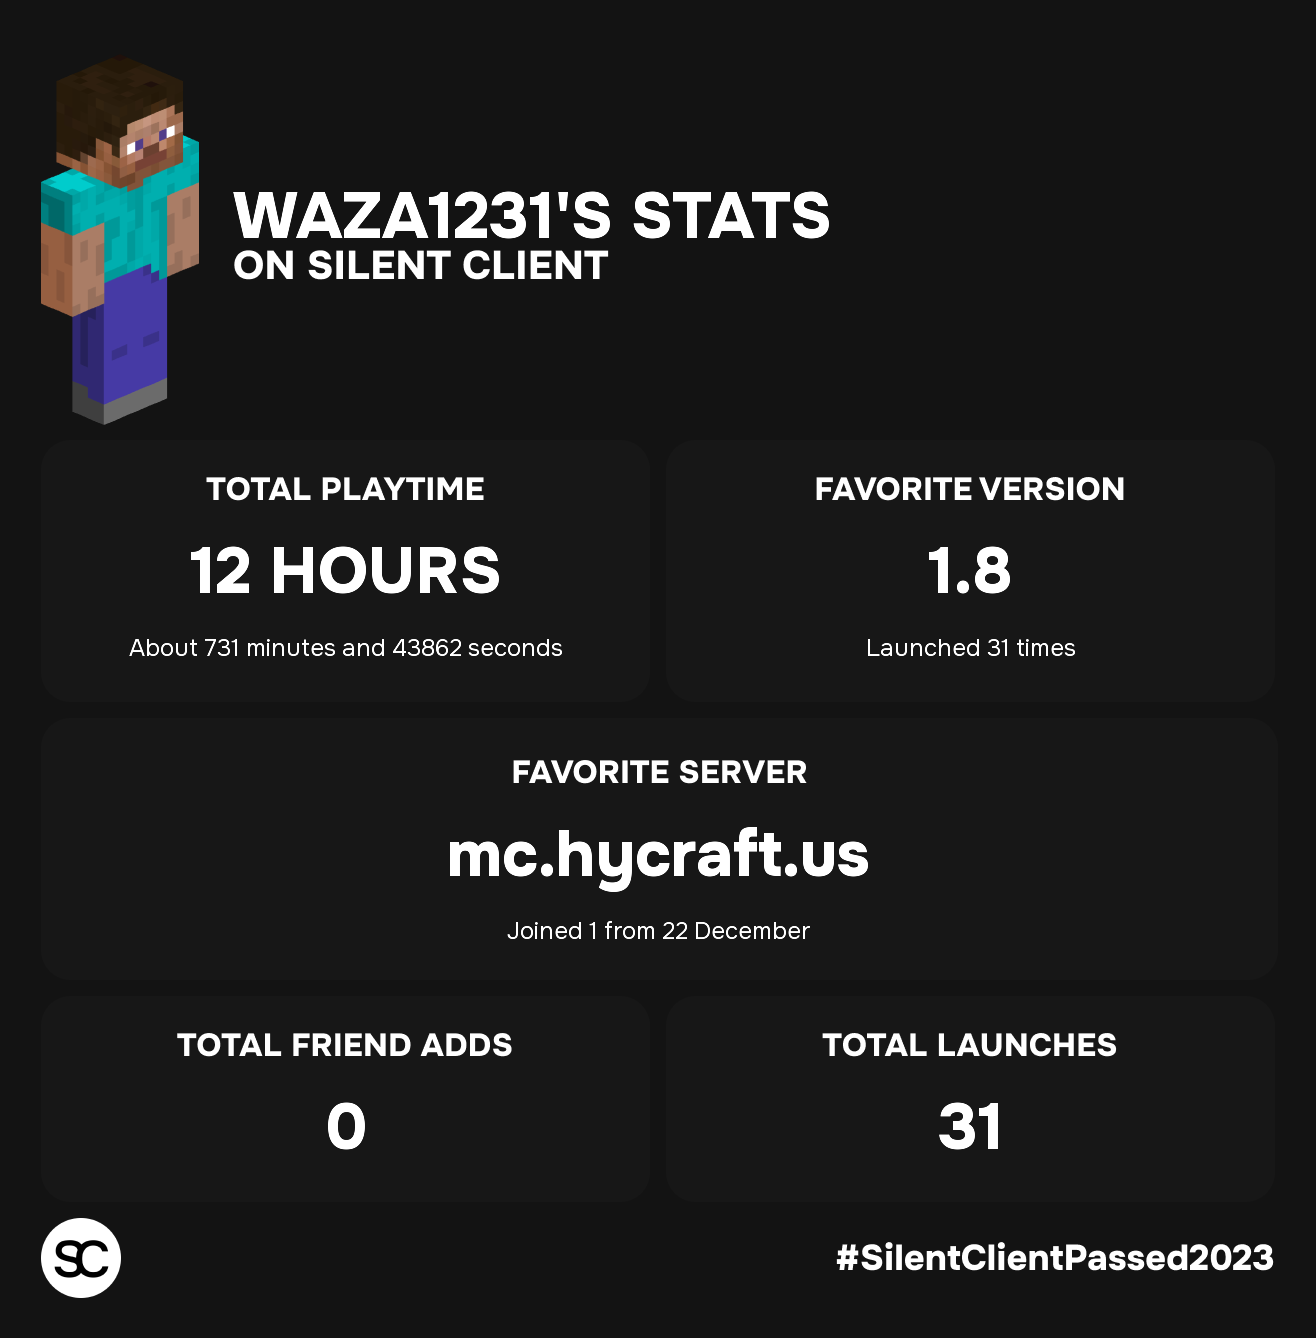 WAZA1231'S STATS
ON SILENT CLIENT
TOTAL PLAYTIME
12 HOURS
About 731 minutes and 43862 seconds
FAVORITE VERSION
1.8
Launched 31 times
FAVORITE SERVER
mc.hycraft.us
Joined 1 from 22 December
TOTAL FRIEND ADDS
0
TOTAL LAUNCHES
31
SC
#SilentClientPassed2023